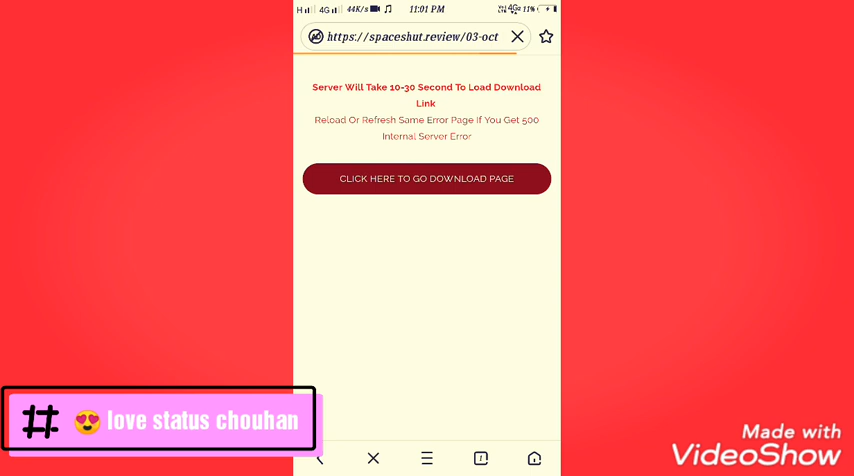 H 4G 44K/s 11:01 PM 4G 11%
https://spaceshut.review/03-oct
Server Will Take 10-30 Second To Load Download
Link
Reload Or Refresh Same Error Page If You Get 500
Internal Server Error
CLICK HERE TO GO DOWNLOAD PAGE
# 😍 love status chouhan
1
Made with
VideoShow